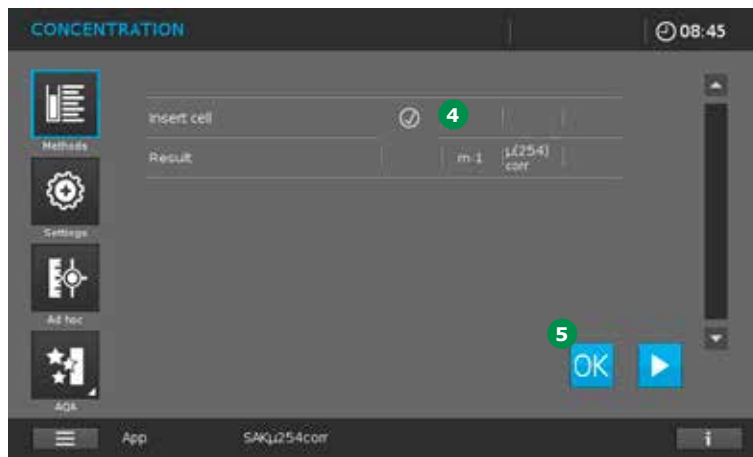 CONCENTRATION 08:45
Insert cell 4
Methods
Result m-1 µ(254)
corr
Settings
Ad hoc
5
OK
AQA
App SAKµ254corr i